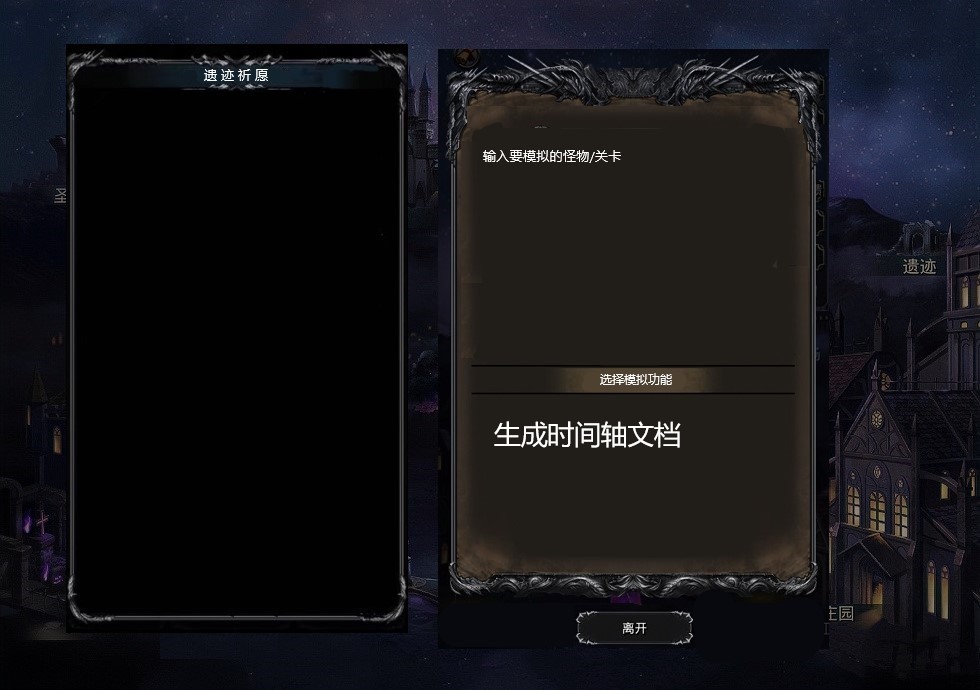 遗迹祈愿
输入要模拟的怪物/关卡
圣
遗迹
选择模拟功能
生成时间轴文档
庄园
离开